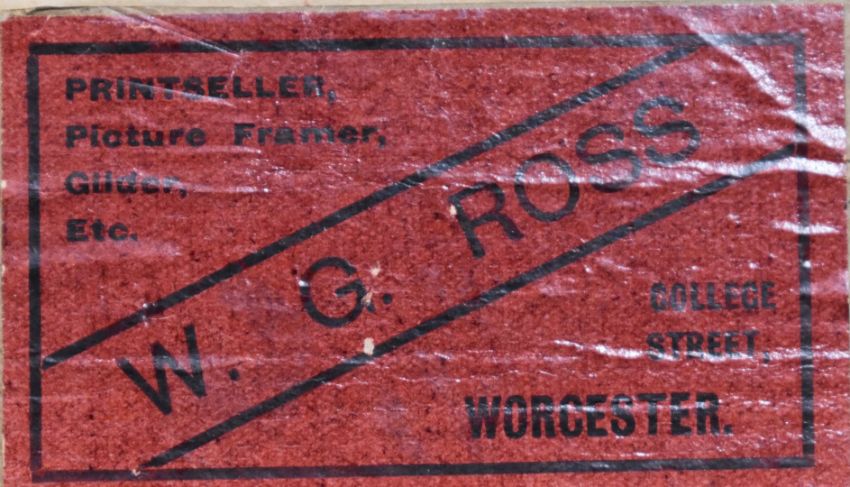 PRINTSELLER,
Picture Framer,
Gilder,
Etc.
W. G. ROSS
COLLEGE
STREET,
WORCESTER.